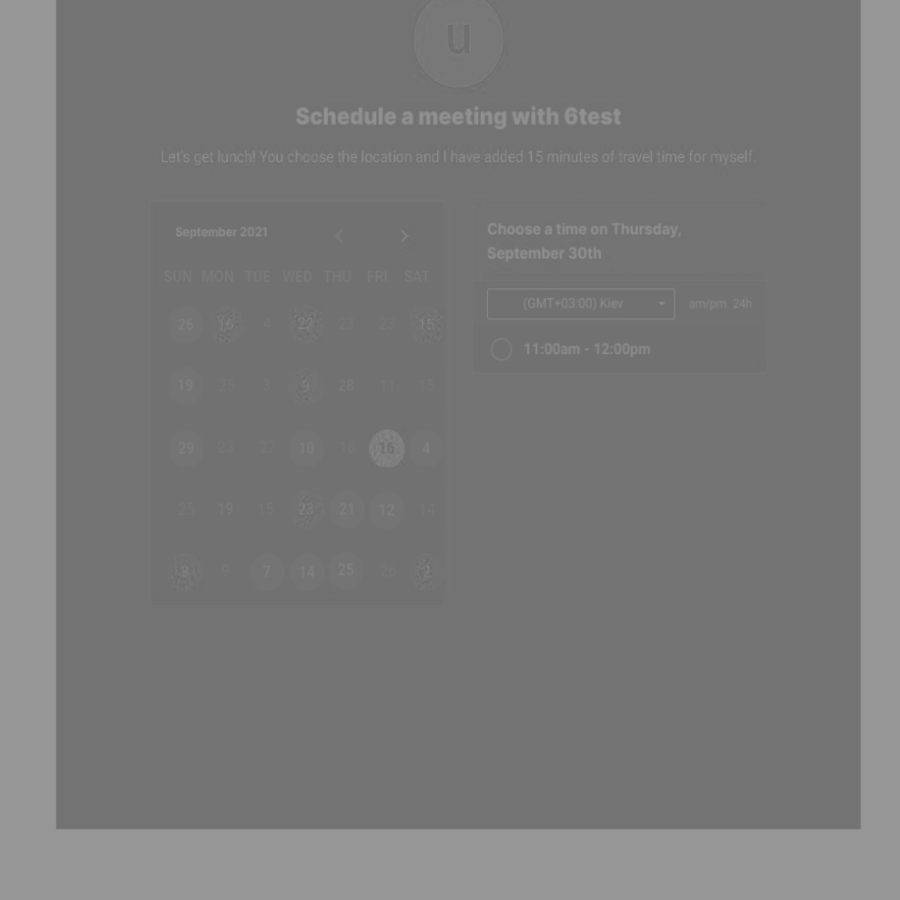 u
Schedule a meeting with 6test
Let's get lunch! You choose the location and I have added 15 minutes of travel time for myself.
September 2021
SUN MON TUE WED THU FRI SAT
26 16 4 22 23 23 15
19 25 3 9 28 11 15
29 27 10 18 16 4
19 15 23 21 12 14
8 9 7 14 25 26 2
Choose a time on Thursday,
September 30th
(GMT+03:00) Kiev am/pm 24h
11:00am - 12:00pm